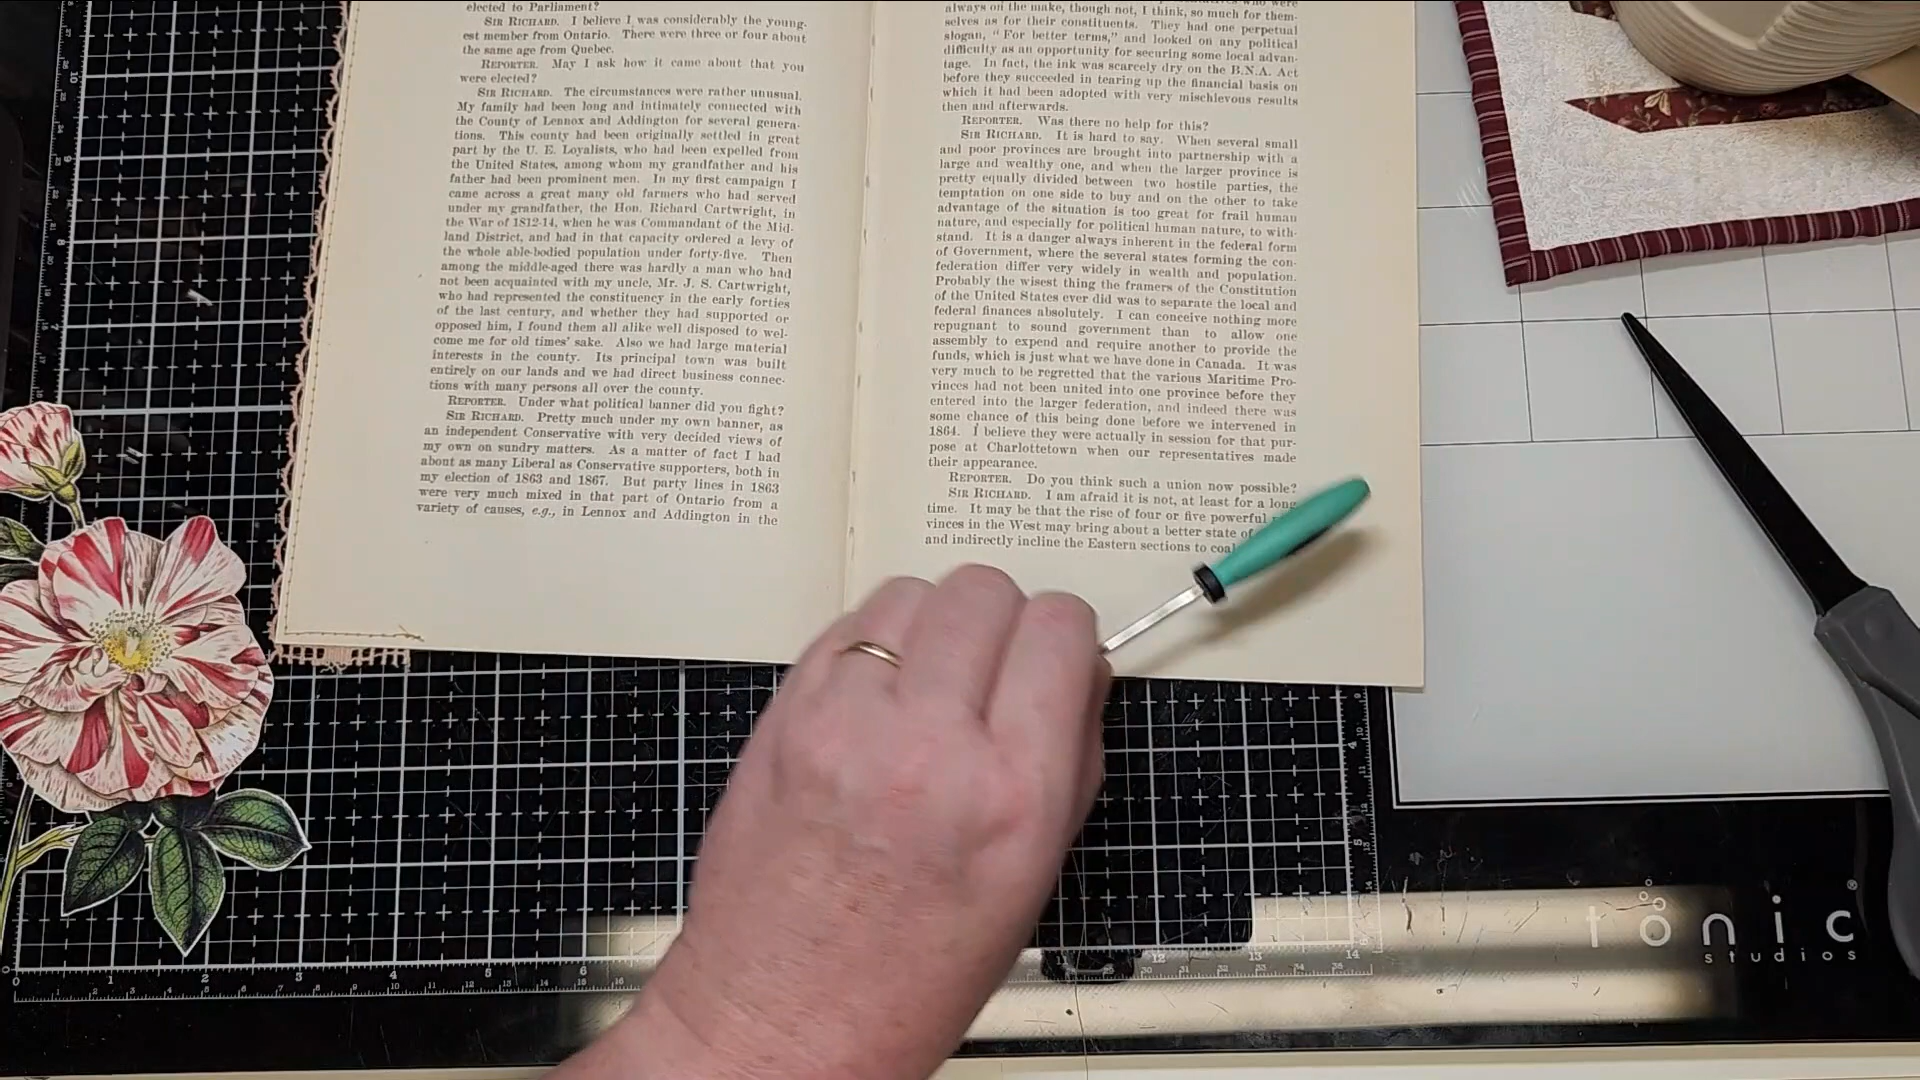 elected to Parliament?
SIR RICHARD. I believe I was considerably the young-
est member from Ontario. There were three or four about
the same age from Quebec.
REPORTER. May I ask how it came about that you
were elected?
SIR RICHARD. The circumstances were rather unusual.
My family had been long and intimately connected with
the County of Lennox and Addington for several genera-
tions. This county had been originally settled in great
part by the U. E. Loyalists, who had been expelled from
the United States, among whom my grandfather and his
father had been prominent men. In my first campaign I
came across a great many old farmers who had served
under my grandfather, the Hon. Richard Cartwright, in
the War of 1812-14, when he was Commandant of the Mid-
land District, and had in that capacity ordered a levy of
the whole able-bodied population under forty-five. Then
among the middle-aged there was hardly a man who had
not been acquainted with my uncle, Mr. J. S. Cartwright,
who had represented the constituency in the early forties
of the last century, and whether they had supported or
opposed him, I found them all alike well disposed to wel-
come me for old times' sake. Also we had large material
interests in the county. Its principal town was built
entirely on our lands and we had direct business connec-
tions with many persons all over the county.
REPORTER. Under what political banner did you fight?
SIR RICHARD. Pretty much under my own banner, as
an independent Conservative with very decided views of
my own on sundry matters. As a matter of fact I had
about as many Liberal as Conservative supporters, both in
my election of 1863 and 1867. But party lines in 1863
were very much mixed in that part of Ontario from a
variety of causes, e.g., in Lennox and Addington in the
always on the make, though not, I think, so much for them-
selves as for their constituents. They had one perpetual
slogan, "For better terms," and looked on any political
difficulty as an opportunity for securing some local advan-
tage. In fact, the ink was scarcely dry on the B.N.A. Act
before they succeeded in tearing up the financial basis on
which it had been adopted with very mischievous results
then and afterwards.
REPORTER. Was there no help for this?
SIR RICHARD. It is hard to say. When several small
and poor provinces are brought into partnership with a
large and wealthy one, and when the larger province is
pretty equally divided between two hostile parties, the
temptation on one side to buy and on the other to take
advantage of the situation is too great for frail human
nature, and especially for political human nature, to with-
stand. It is a danger always inherent in the federal form
of Government, where the several states forming the con-
federation differ very widely in wealth and population.
Probably the wisest thing the framers of the Constitution
of the United States ever did was to separate the local and
federal finances absolutely. I can conceive nothing more
repugnant to sound government than to allow one
assembly to expend and require another to provide the
funds, which is just what we have done in Canada. It was
very much to be regretted that the various Maritime Pro-
vinces had not been united into one province before they
entered into the larger federation, and indeed there was
some chance of this being done before we intervened in
1864. I believe they were actually in session for that pur-
pose at Charlottetown when our representatives made
their appearance.
REPORTER. Do you think such a union now possible?
SIR RICHARD. I am afraid it is not, at least for a long
time. It may be that the rise of four or five powerful
vinces in the West may bring about a better state of
and indirectly incline the Eastern sections to
tonic
studios